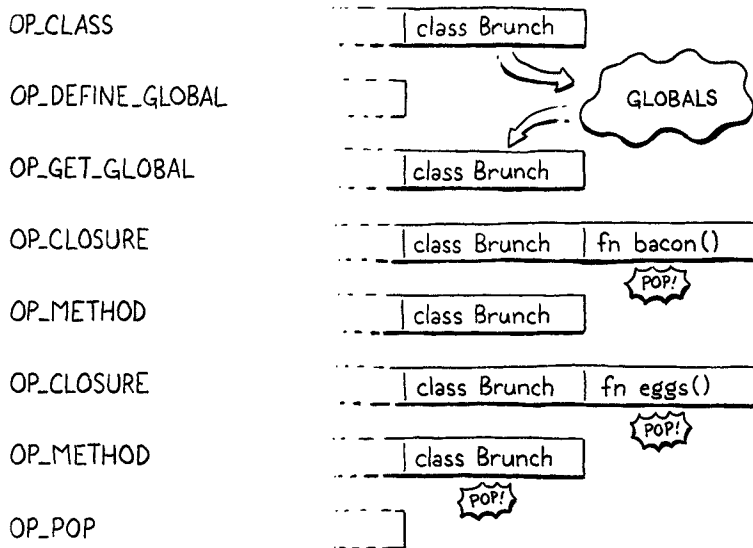 OP_CLASS
class Brunch
OP_DEFINE_GLOBAL
GLOBALS
OP_GET_GLOBAL
class Brunch
OP_CLOSURE
class Brunch
fn bacon()
POP!
OP_METHOD
class Brunch
OP_CLOSURE
class Brunch
fn eggs()
POP!
OP_METHOD
class Brunch
POP!
OP_POP